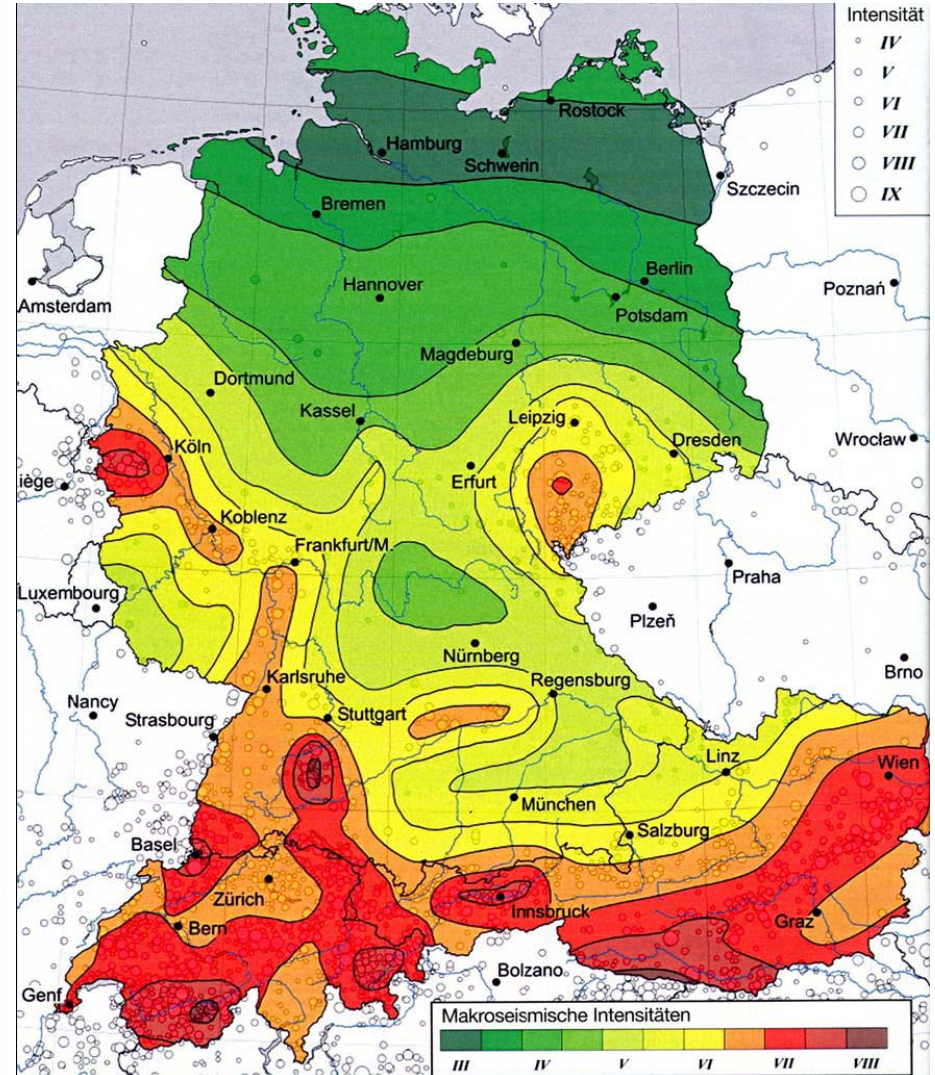 Intensität
IV
V
VI
VII
VIII
IX
Rostock
Hamburg
Schwerin
Szczecin
Bremen
Berlin
Amsterdam
Hannover
Potsdam
Poznań
Magdeburg
Dortmund
Kassel
Leipzig
Köln
Dresden
Wrocław
iège
Erfurt
Koblenz
Frankfurt/M.
Praha
Luxembourg
Plzeň
Nürnberg
Brno
Karlsruhe
Regensburg
Nancy
Strasbourg
Stuttgart
Linz
Wien
München
Salzburg
Basel
Zürich
Innsbruck
Graz
Bern
Bolzano
Genf
Makroseismische Intensitäten
III IV V VI VII VIII